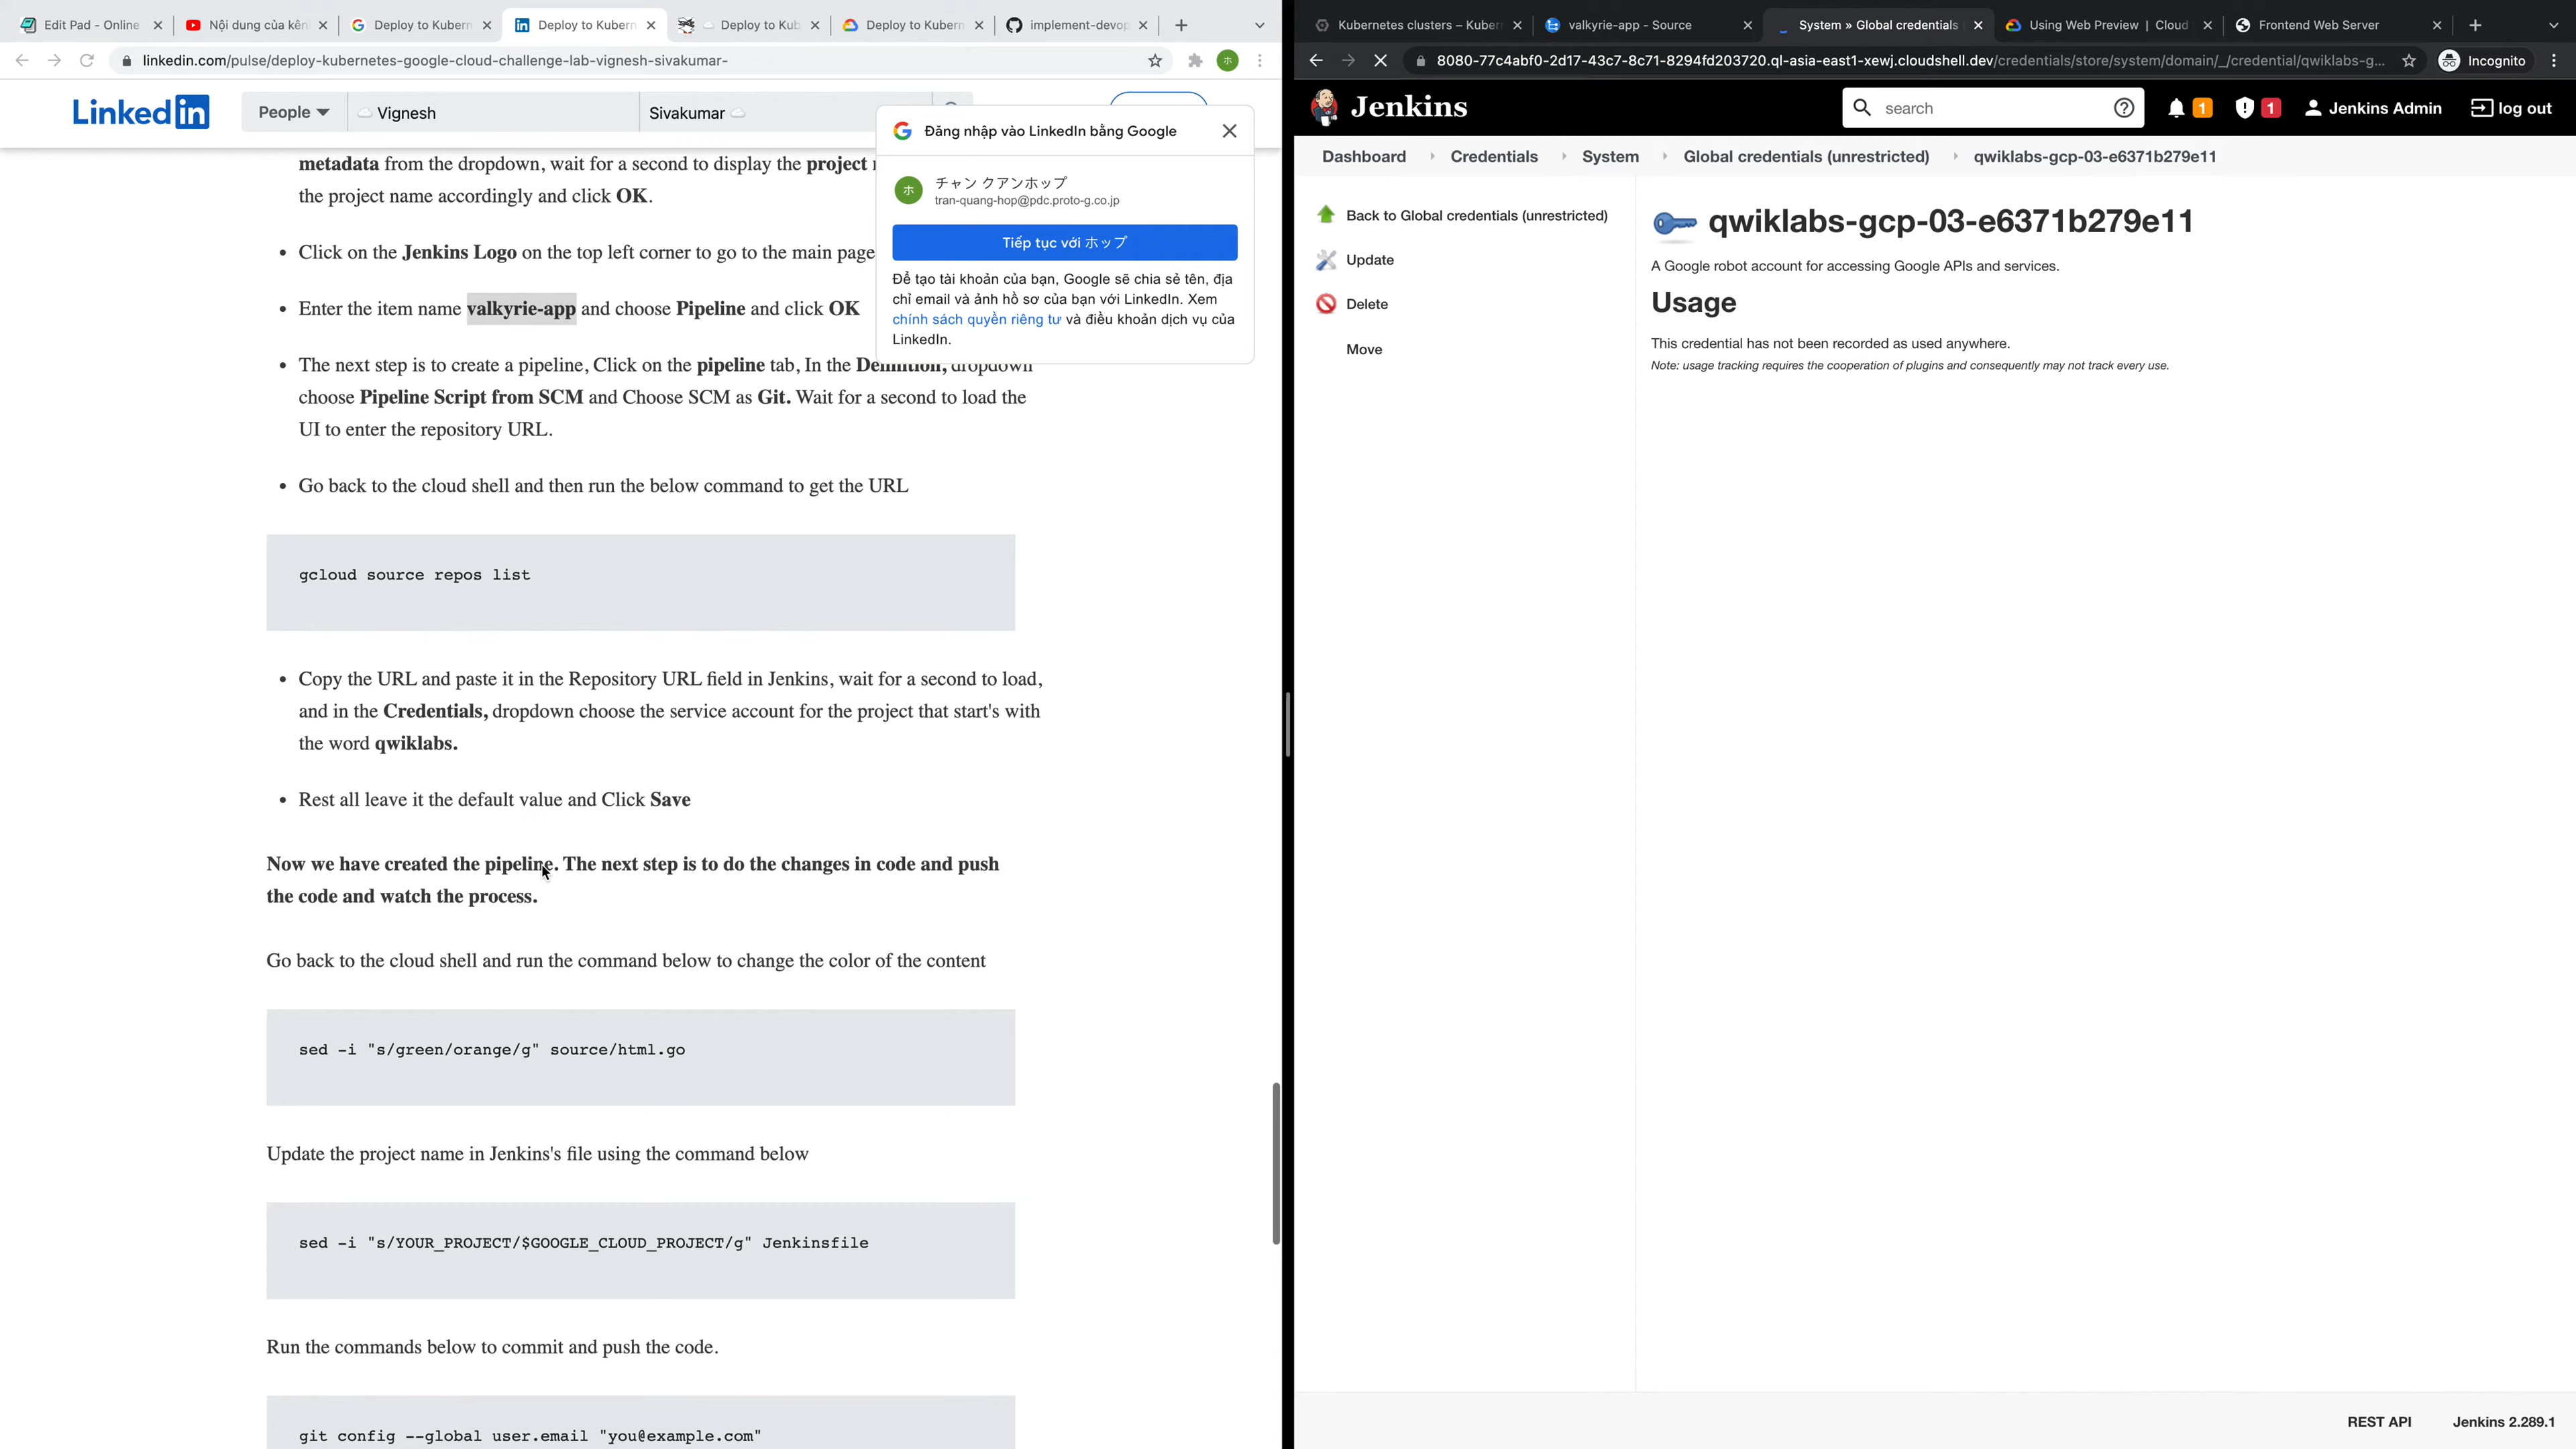 Edit Pad - Online
Nội dung của kên
Deploy to Kubern
Deploy to Kubern
Deploy to Kub
Deploy to Kubern
implement-devop
linkedin.com/pulse/deploy-kubernetes-google-cloud-challenge-lab-vignesh-sivakumar-
ホ
Linked in
People
Vignesh
Sivakumar
Đăng nhập vào LinkedIn bằng Google
ホ
チャン クアンホップ
tran-quang-hop@pdc.proto-g.co.jp
Tiếp tục với ホップ
Để tạo tài khoản của bạn, Google sẽ chia sẻ tên, địa
chỉ email và ảnh hồ sơ của bạn với LinkedIn. Xem
chính sách quyền riêng tư và điều khoản dịch vụ của
LinkedIn.
metadata from the dropdown, wait for a second to display the project
the project name accordingly and click OK.
• Click on the Jenkins Logo on the top left corner to go to the main page
• Enter the item name valkyrie-app and choose Pipeline and click OK
• The next step is to create a pipeline, Click on the pipeline tab, In the Definition, dropdown
choose Pipeline Script from SCM and Choose SCM as Git. Wait for a second to load the
UI to enter the repository URL.
• Go back to the cloud shell and then run the below command to get the URL
gcloud source repos list
• Copy the URL and paste it in the Repository URL field in Jenkins, wait for a second to load,
and in the Credentials, dropdown choose the service account for the project that start's with
the word qwiklabs.
• Rest all leave it the default value and Click Save
Now we have created the pipeline. The next step is to do the changes in code and push
the code and watch the process.
Go back to the cloud shell and run the command below to change the color of the content
sed -i "s/green/orange/g" source/html.go
Update the project name in Jenkins's file using the command below
sed -i "s/YOUR_PROJECT/$GOOGLE_CLOUD_PROJECT/g" Jenkinsfile
Run the commands below to commit and push the code.
git config --global user.email "you@example.com"
Kubernetes clusters – Kuber
valkyrie-app - Source
System » Global credentials
Using Web Preview | Cloud
Frontend Web Server
8080-77c4abf0-2d17-43c7-8c71-8294fd203720.ql-asia-east1-xewj.cloudshell.dev/credentials/store/system/domain/_/credential/qwiklabs-g...
Incognito
Jenkins
search
1
1
Jenkins Admin
log out
Dashboard
Credentials
System
Global credentials (unrestricted)
qwiklabs-gcp-03-e6371b279e11
Back to Global credentials (unrestricted)
Update
Delete
Move
qwiklabs-gcp-03-e6371b279e11
A Google robot account for accessing Google APIs and services.
Usage
This credential has not been recorded as used anywhere.
Note: usage tracking requires the cooperation of plugins and consequently may not track every use.
REST API
Jenkins 2.289.1